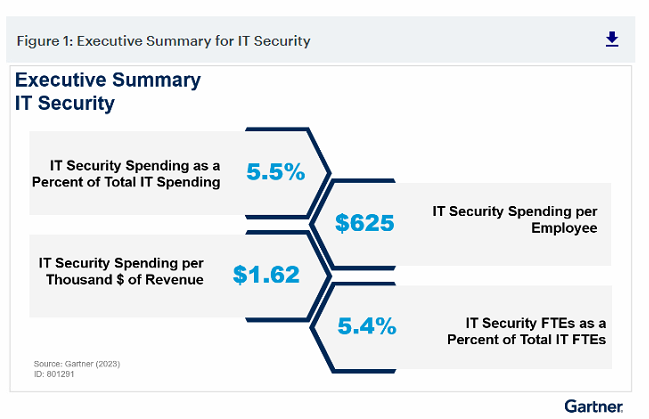 Figure 1: Executive Summary for IT Security
Executive Summary
IT Security
IT Security Spending as a
Percent of Total IT Spending
5.5%
$625
IT Security Spending per
Employee
IT Security Spending per
Thousand $ of Revenue
$1.62
5.4%
IT Security FTEs as a
Percent of Total IT FTEs
Source: Gartner (2023)
ID: 801291
Gartner